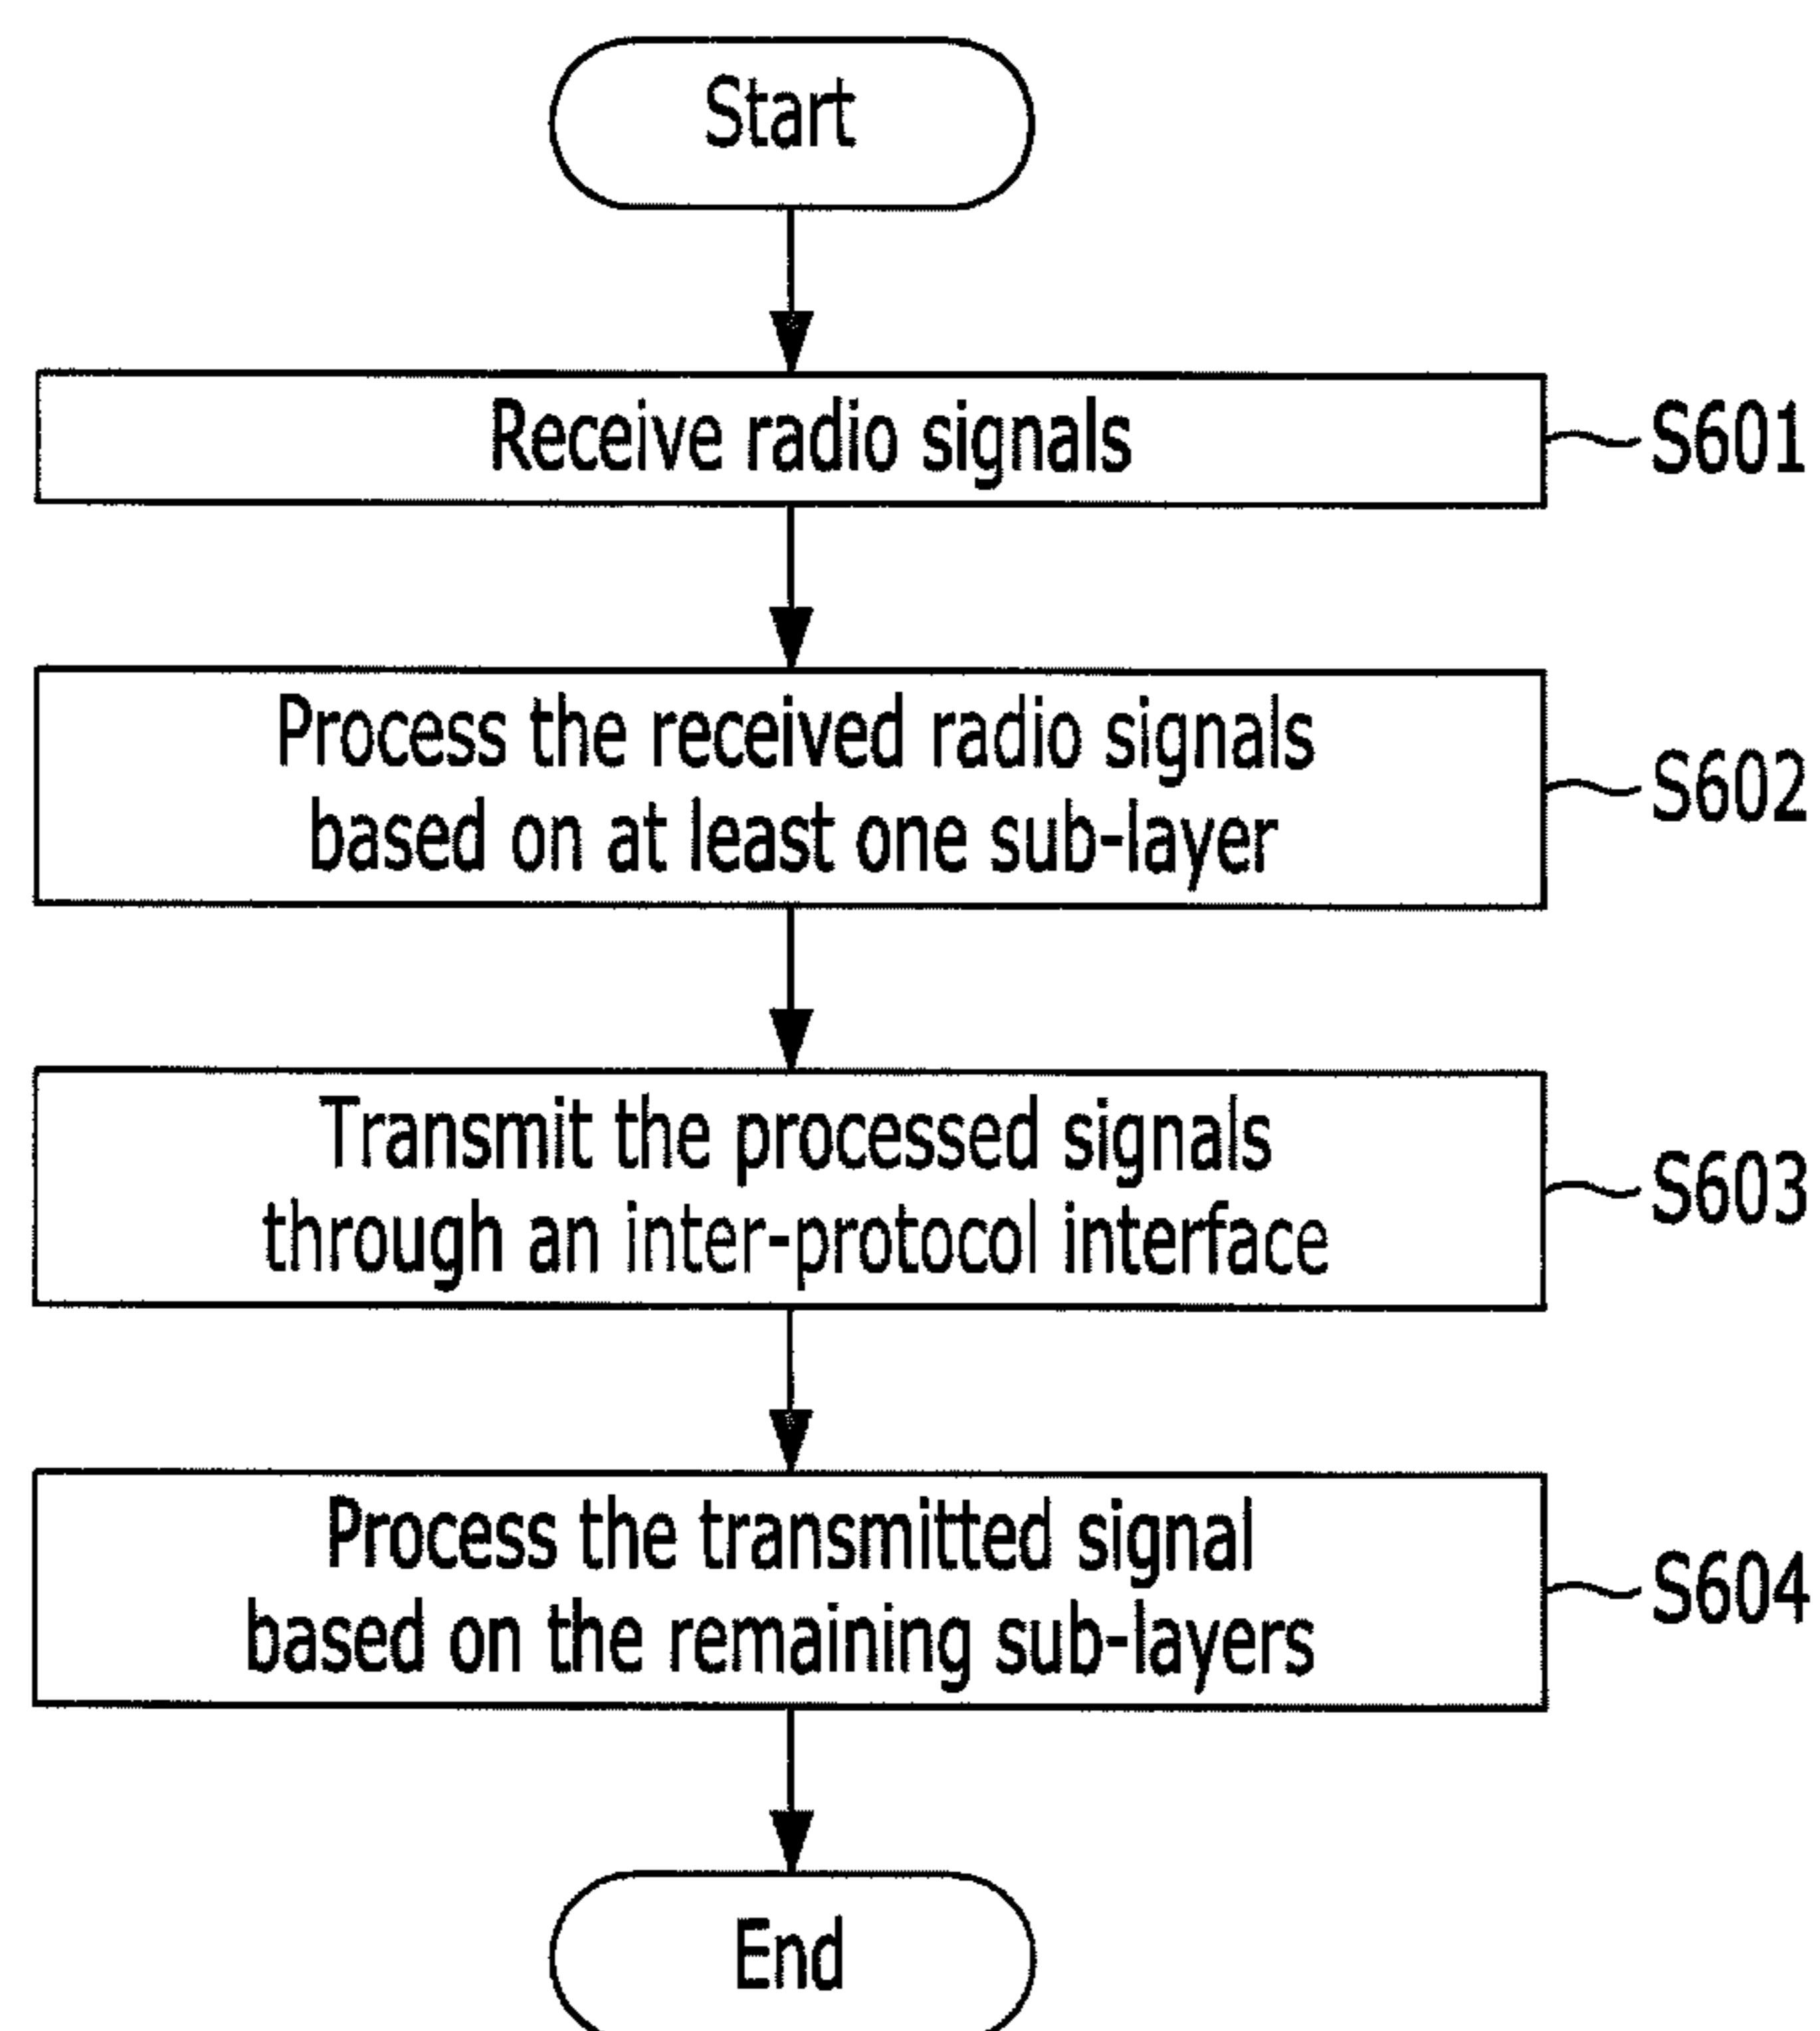 Start
Receive radio signals
S601
Process the received radio signals
based on at least one sub-layer
S602
Transmit the processed signals
through an inter-protocol interface
S603
Process the transmitted signal
based on the remaining sub-layers
S604
End